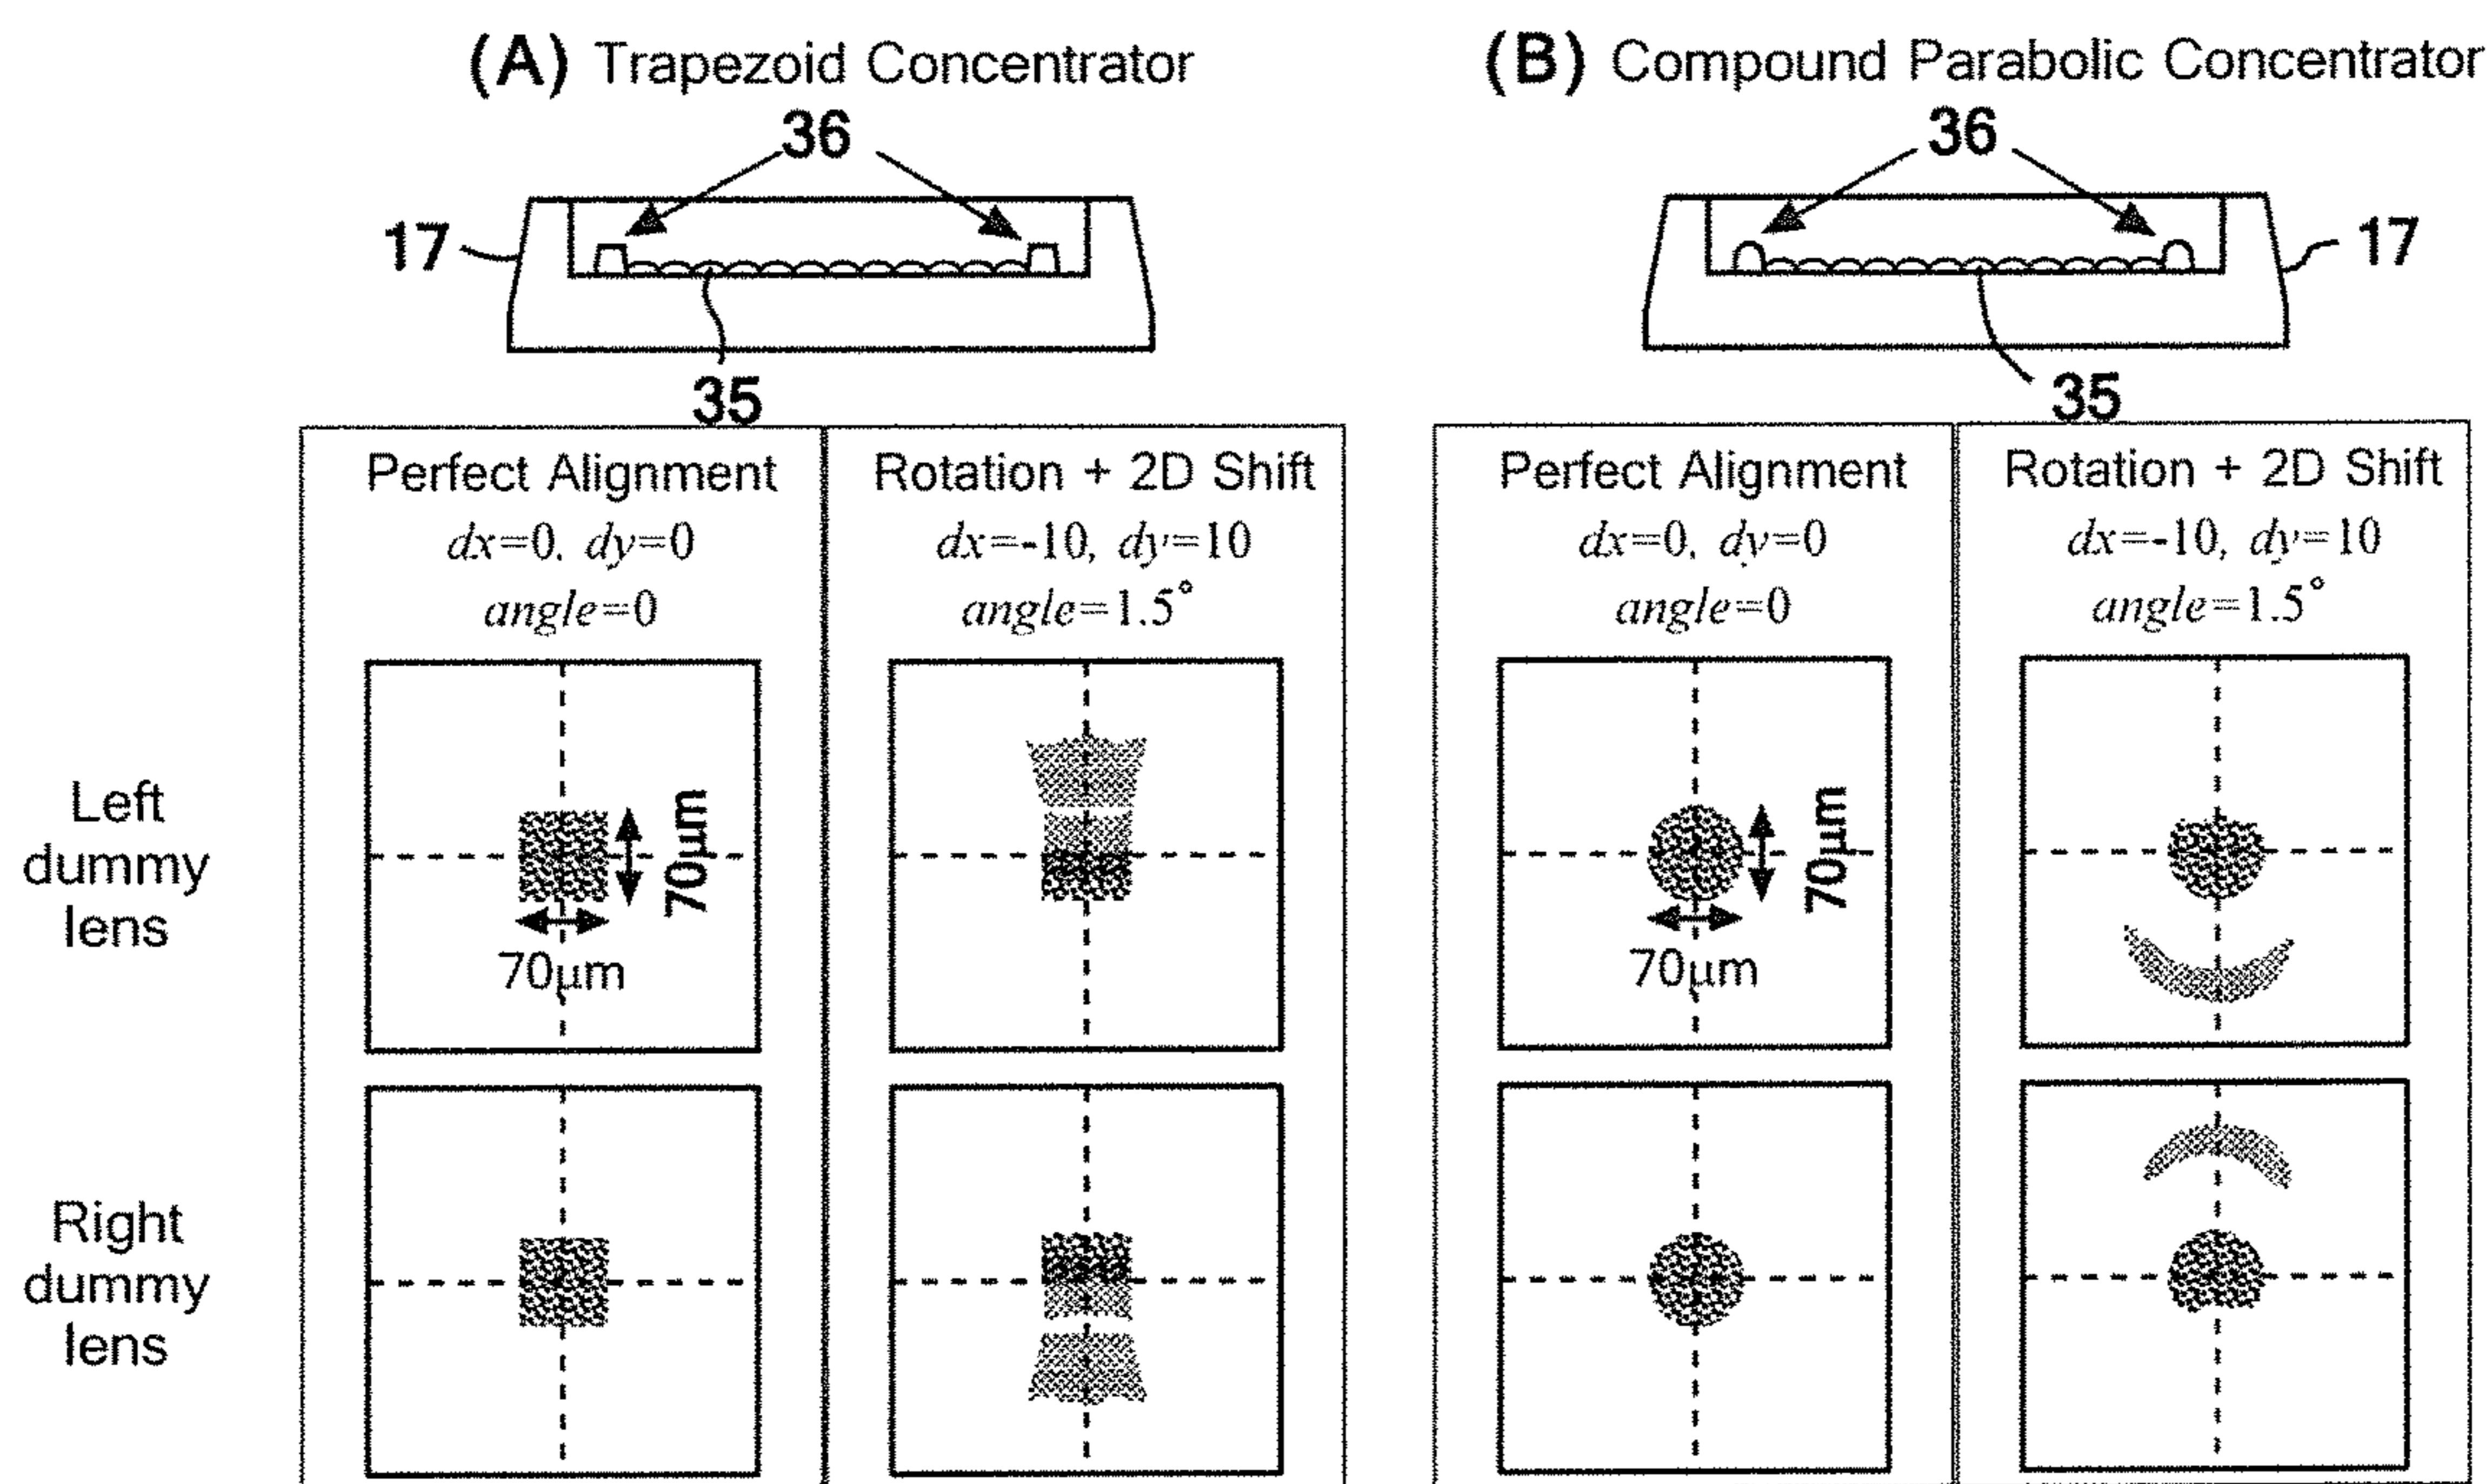 (A) Trapezoid Concentrator
36
17
35
(B) Compound Parabolic Concentrator
36
17
35
Perfect Alignment
dx=0, dy=0
angle=0
Rotation + 2D Shift
dx=-10, dy=10
angle=1.5°
Perfect Alignment
dx=0, dy=0
angle=0
Rotation + 2D Shift
dx=-10, dy=10
angle=1.5°
Left
dummy
lens
70μm
70μm
70μm
70μm
Right
dummy
lens